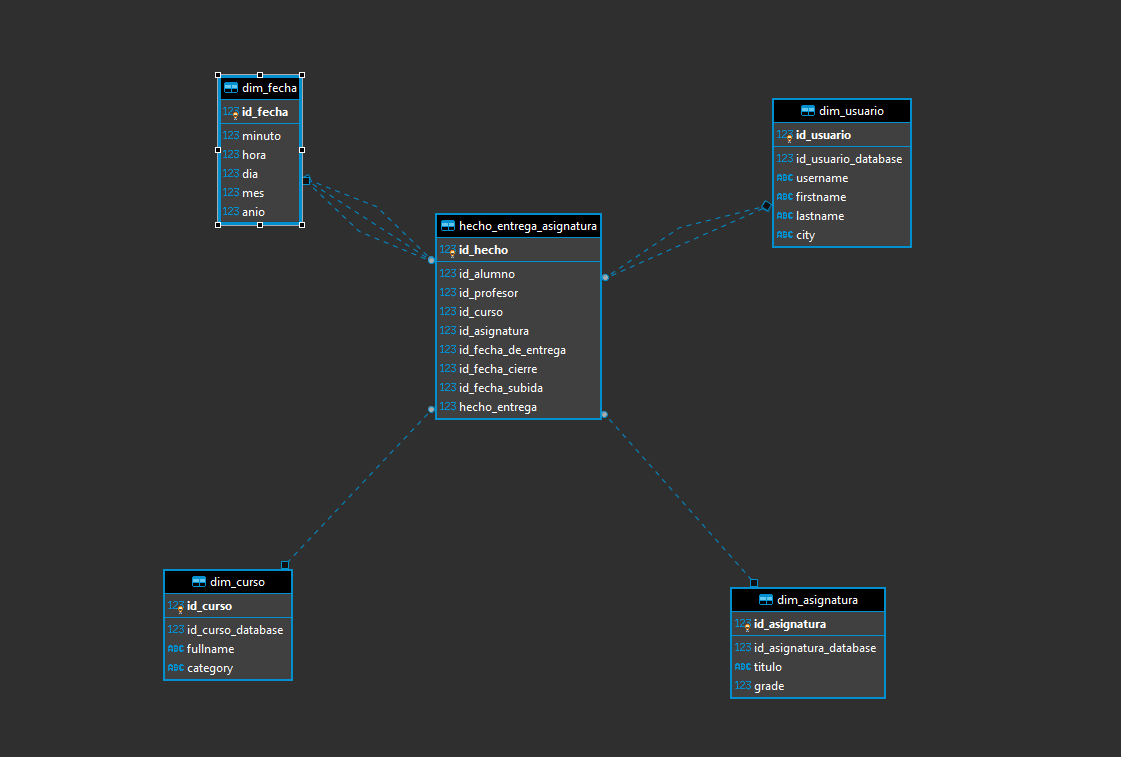 dim_fecha
123 id_fecha
123 minuto
123 hora
123 dia
123 mes
123 anio
dim_usuario
123 id_usuario
123 id_usuario_database
ABC username
ABC firstname
ABC lastname
ABC city
hecho_entrega_asignatura
123 id_hecho
123 id_alumno
123 id_profesor
123 id_curso
123 id_asignatura
123 id_fecha_de_entrega
123 id_fecha_cierre
123 id_fecha_subida
123 hecho_entrega
dim_curso
123 id_curso
123 id_curso_database
ABC fullname
ABC category
dim_asignatura
123 id_asignatura
123 id_asignatura_database
ABC titulo
123 grade